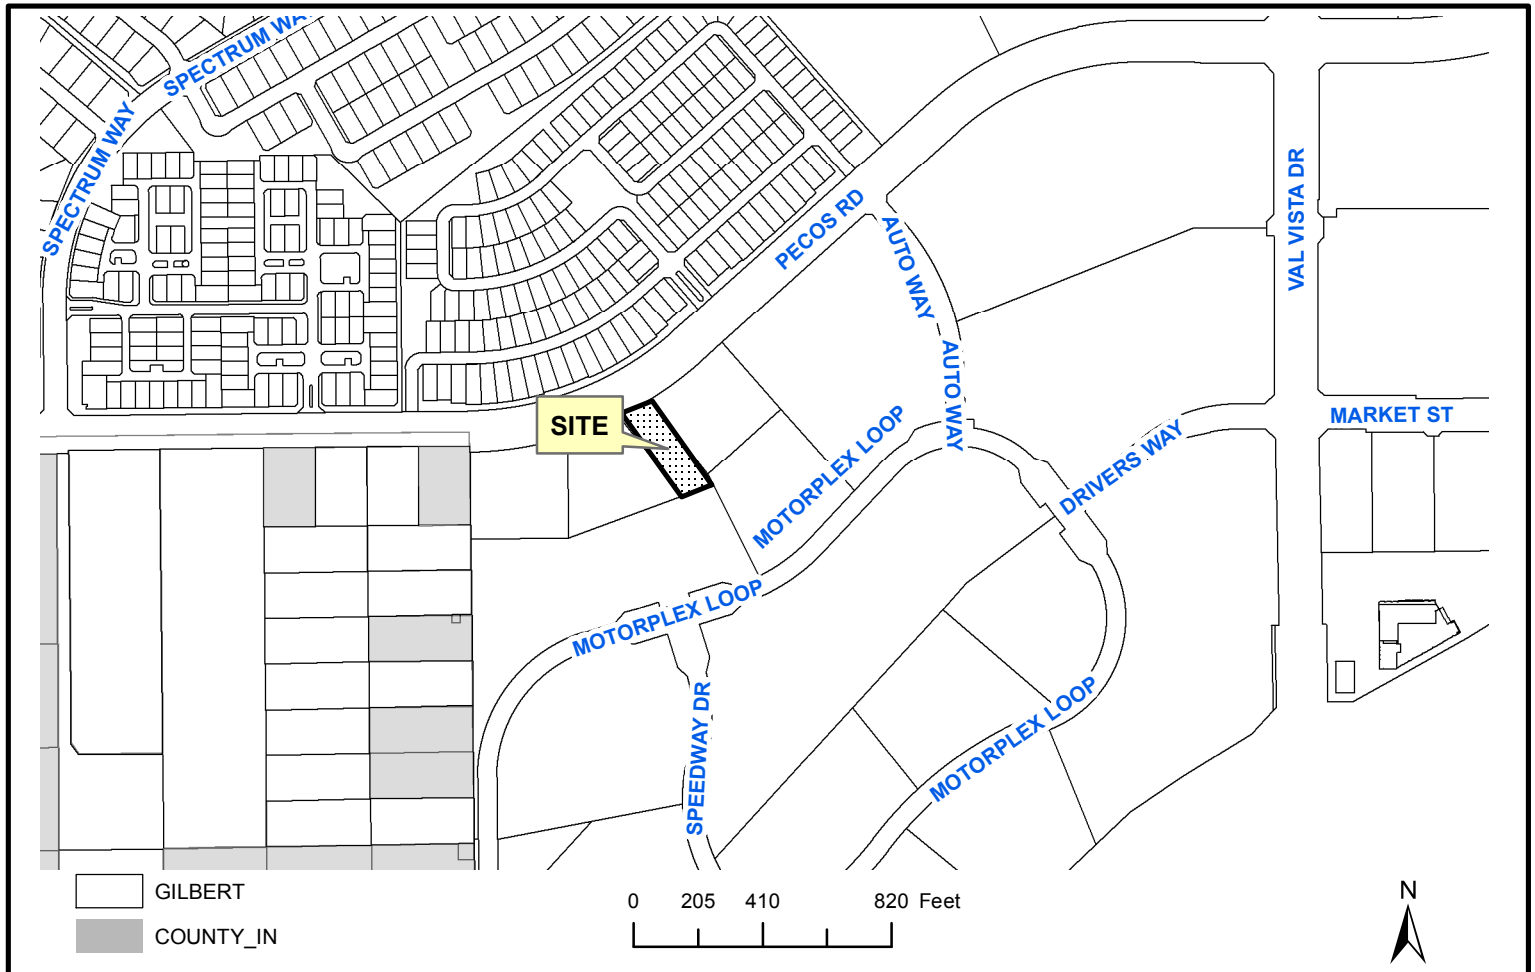 SPECTRUM WAY
SPECTRUM WAY
PECOS RD
AUTO WAY
VAL VISTA DR
AUTO WAY
SITE
MOTORPLEX LOOP
MARKET ST
DRIVERS WAY
MOTORPLEX LOOP
SPEEDWAY DR
MOTORPLEX LOOP
GILBERT
COUNTY_IN
0 205 410 820 Feet
N